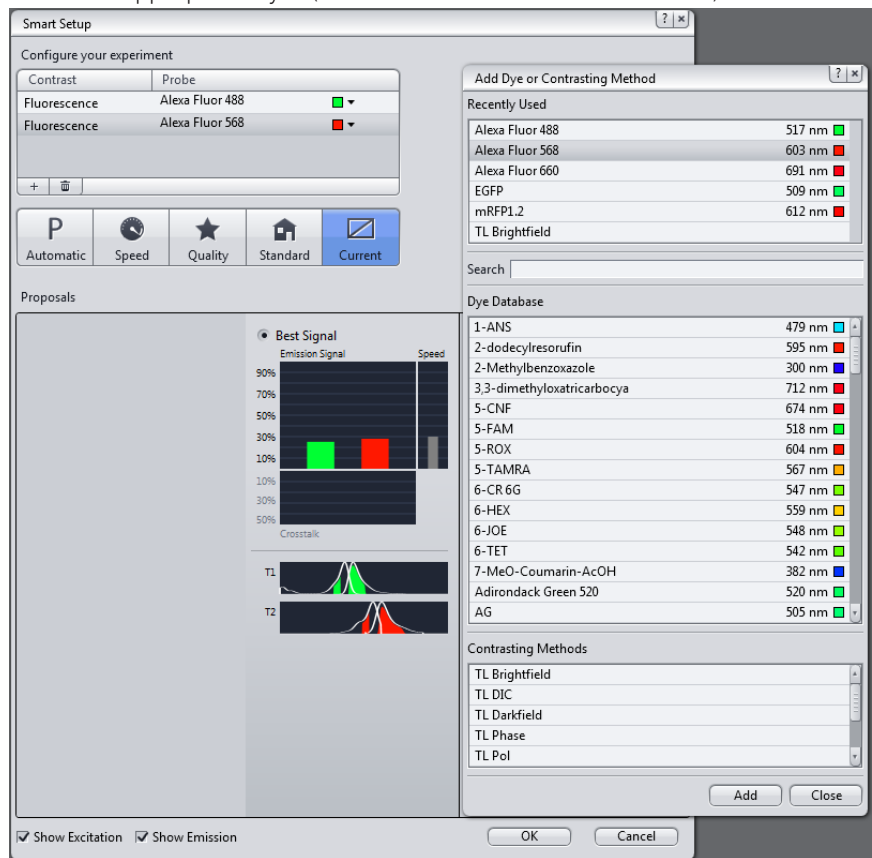 Smart Setup
Configure your experiment
Contrast Probe
Fluorescence Alexa Fluor 488
Fluorescence Alexa Fluor 568
+
P
Automatic Speed Quality Standard Current
Proposals
Best Signal
Emission Signal Speed
90%
70%
50%
30%
10%
10%
30%
50%
Crosstalk
T1
T2
Show Excitation Show Emission
OK Cancel
Add Dye or Contrasting Method
Recently Used
Alexa Fluor 488 517 nm
Alexa Fluor 568 603 nm
Alexa Fluor 660 691 nm
EGFP 509 nm
mRFP1.2 612 nm
TL Brightfield
Search
Dye Database
1-ANS 479 nm
2-dodecylresorufin 595 nm
2-Methylbenzoxazole 300 nm
3,3-dimethyloxatricarbocya 712 nm
5-CNF 674 nm
5-FAM 518 nm
5-ROX 604 nm
5-TAMRA 567 nm
6-CR 6G 547 nm
6-HEX 559 nm
6-JOE 548 nm
6-TET 542 nm
7-MeO-Coumarin-AcOH 382 nm
Adirondack Green 520 520 nm
AG 505 nm
Contrasting Methods
TL Brightfield
TL DIC
TL Darkfield
TL Phase
TL Pol
Add Close